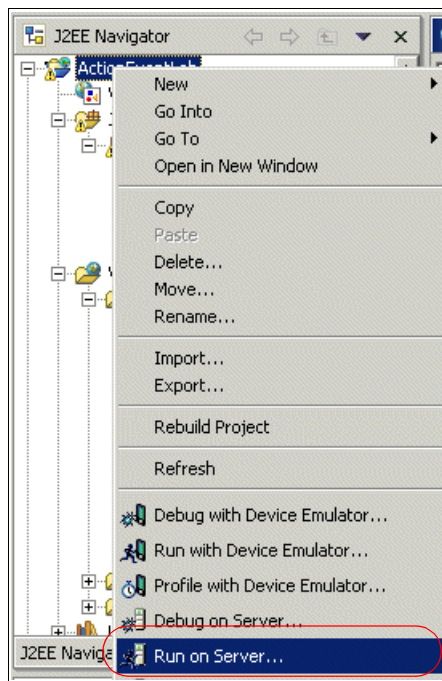 J2EE Navigator
New
Go Into
Go To
Open in New Window
Copy
Paste
Delete...
Move...
Rename...
Import...
Export...
Rebuild Project
Refresh
Debug with Device Emulator...
Run with Device Emulator...
Profile with Device Emulator...
Debug on Server...
J2EE
Run on Server...